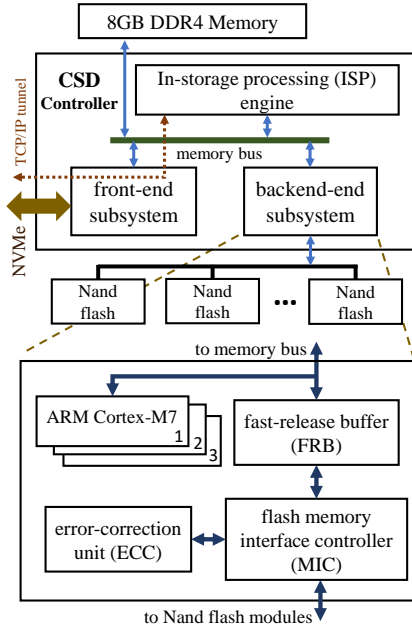 8GB DDR4 Memory
CSD
Controller
In-storage processing (ISP)
engine
TCP/IP tunnel
memory bus
front-end
subsystem
backend-end
subsystem
NVMe
Nand
flash
Nand
flash
...
Nand
flash
to memory bus
ARM Cortex-M7
1
2
3
fast-release buffer
(FRB)
error-correction
unit (ECC)
flash memory
interface controller
(MIC)
to Nand flash modules